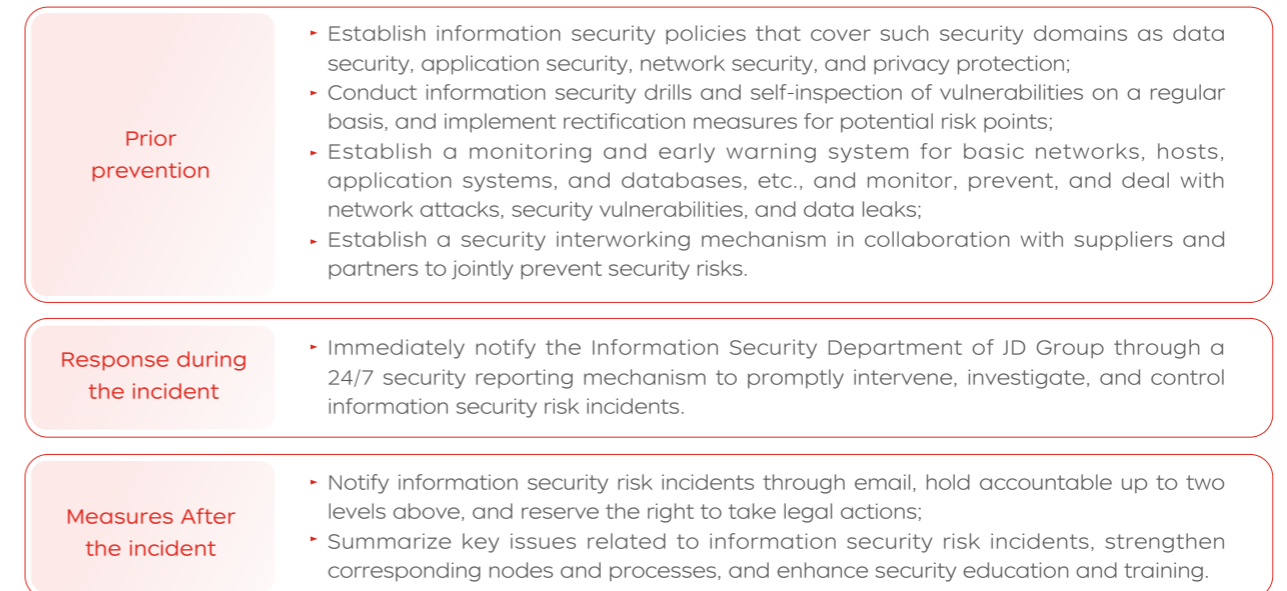 Prior
prevention
‣ Establish information security policies that cover such security domains as data
security, application security, network security, and privacy protection;
‣ Conduct information security drills and self-inspection of vulnerabilities on a regular
basis, and implement rectification measures for potential risk points;
‣ Establish a monitoring and early warning system for basic networks, hosts,
application systems, and databases, etc., and monitor, prevent, and deal with
network attacks, security vulnerabilities, and data leaks;
‣ Establish a security interworking mechanism in collaboration with suppliers and
partners to jointly prevent security risks.
Response during
the incident
‣ Immediately notify the Information Security Department of JD Group through a
24/7 security reporting mechanism to promptly intervene, investigate, and control
information security risk incidents.
Measures After
the incident
‣ Notify information security risk incidents through email, hold accountable up to two
levels above, and reserve the right to take legal actions;
‣ Summarize key issues related to information security risk incidents, strengthen
corresponding nodes and processes, and enhance security education and training.